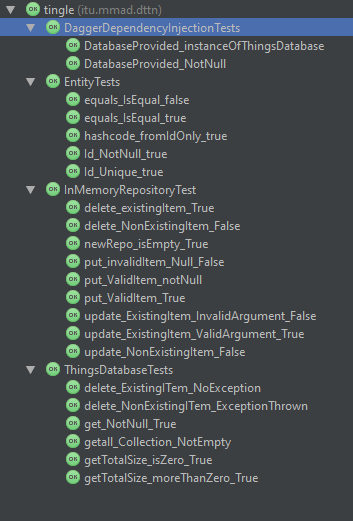 tingle (itu.mmad.dttn)
DaggerDependencyInjectionTests
OK DatabaseProvided_instanceOfThingsDatabase
OK DatabaseProvided_NotNull
OK EntityTests
OK equals_IsEqual_false
OK equals_IsEqual_true
OK hashcode_fromIdOnly_true
OK Id_NotNull_true
OK Id_Unique_true
OK InMemoryRepositoryTest
OK delete_existingItem_True
OK delete_NonExistingItem_False
OK newRepo_isEmpty_True
OK put_invalidItem_Null_False
OK put_ValidItem_notNull
OK put_ValidItem_True
OK update_ExistingItem_InvalidArgument_False
OK update_ExistingItem_ValidArgument_True
OK update_NonExistingItem_False
OK ThingsDatabaseTests
OK delete_ExistingITem_NoException
OK delete_NonExistingITem_ExceptionThrown
OK get_NotNull_True
OK getall_Collection_NotEmpty
OK getTotalSize_isZero_True
OK getTotalSize_moreThanZero_True